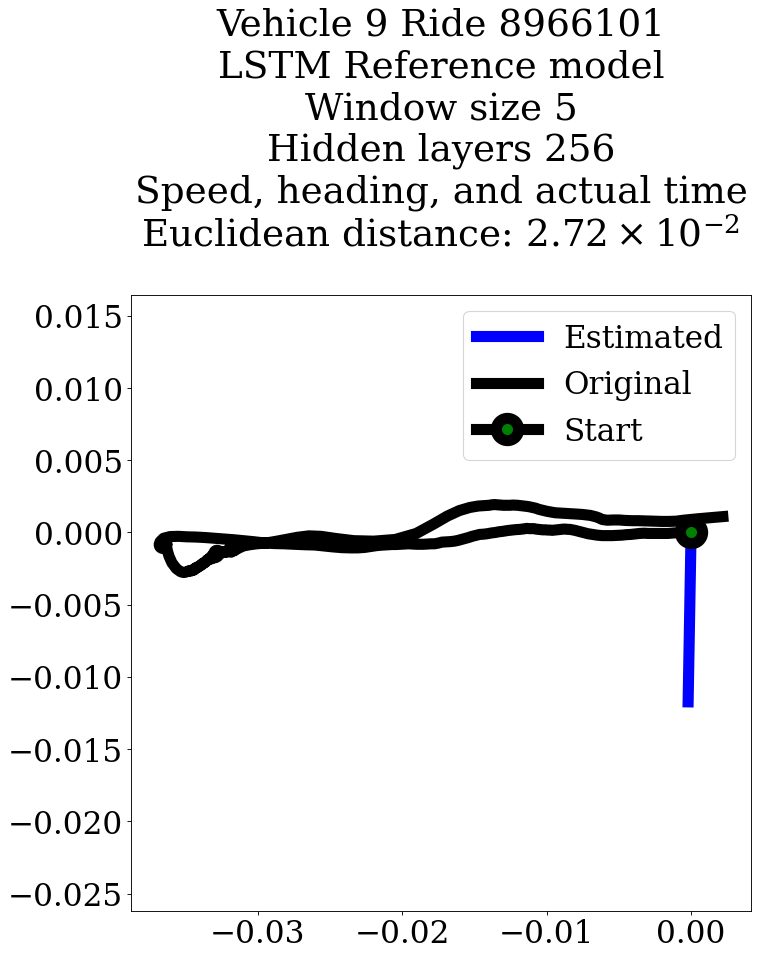 Vehicle 9 Ride 8966101
LSTM Reference model
Window size 5
Hidden layers 256
Speed, heading, and actual time
Euclidean distance: 2.72 × 10⁻²
Estimated
Original
Start
0.015
0.010
0.005
0.000
−0.005
−0.010
−0.015
−0.020
−0.025
−0.03 −0.02 −0.01 0.00